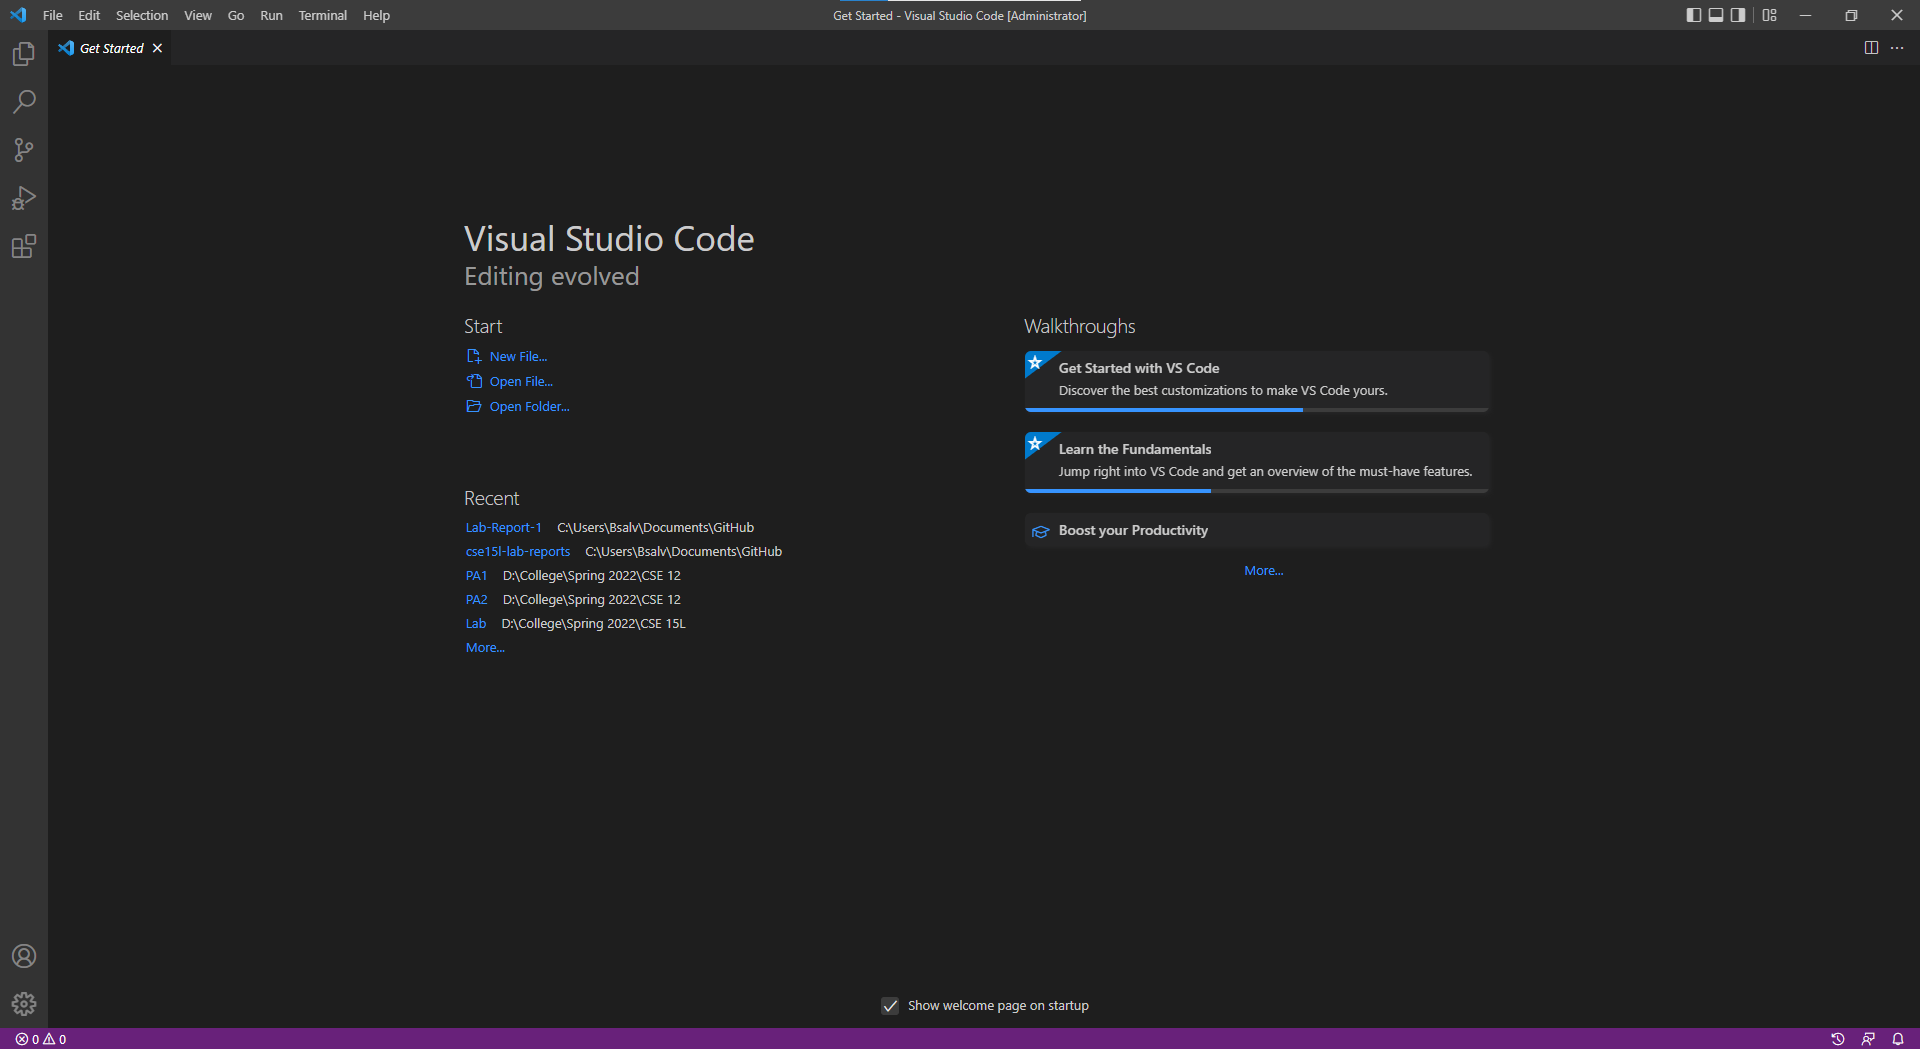 File Edit Selection View Go Run Terminal Help
Get Started - Visual Studio Code [Administrator]
Get Started
Visual Studio Code
Editing evolved
Start
New File...
Open File...
Open Folder...
Recent
Lab-Report-1 C:\Users\Bsalv\Documents\GitHub
cse15l-lab-reports C:\Users\Bsalv\Documents\GitHub
PA1 D:\College\Spring 2022\CSE 12
PA2 D:\College\Spring 2022\CSE 12
Lab D:\College\Spring 2022\CSE 15L
More...
Walkthroughs
Get Started with VS Code
Discover the best customizations to make VS Code yours.
Learn the Fundamentals
Jump right into VS Code and get an overview of the must-have features.
Boost your Productivity
More...
Show welcome page on startup
0 0